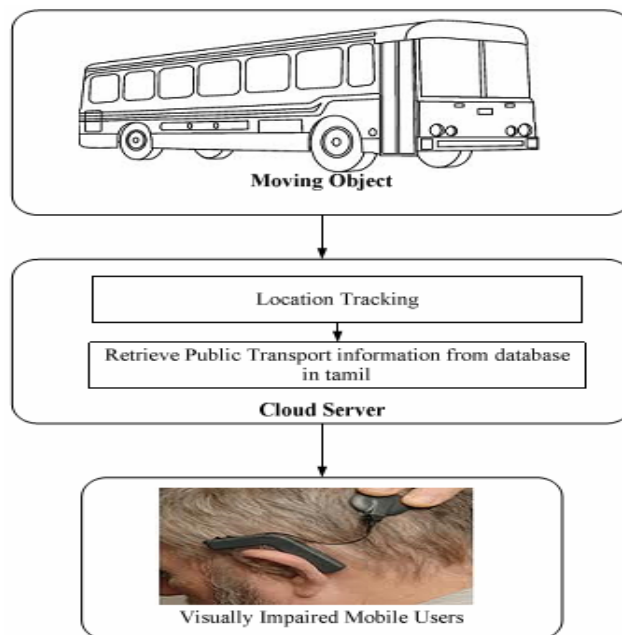 Moving Object
Location Tracking
Retrieve Public Transport information from database
in tamil
Cloud Server
Visually Impaired Mobile Users